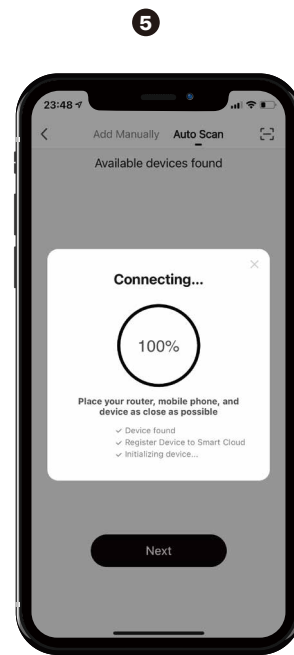 5
23:48
Add Manually Auto Scan
Available devices found
Connecting...
100%
Place your router, mobile phone, and
device as close as possible
✓ Device found
✓ Register Device to Smart Cloud
✓ Initializing device...
Next